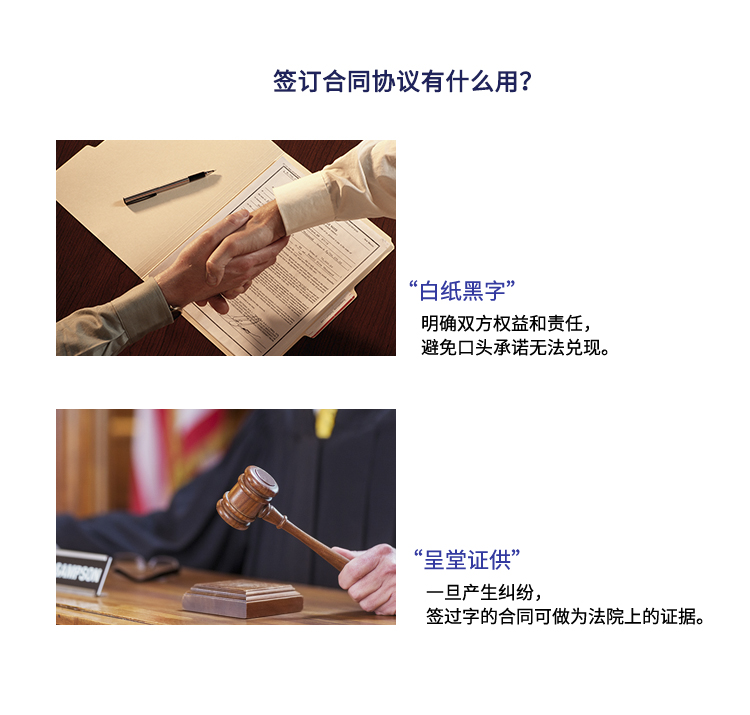 签订合同协议有什么用？
“白纸黑字”
明确双方权益和责任，
避免口头承诺无法兑现。
SAMPSON
“呈堂证供”
一旦产生纠纷，
签过字的合同可做为法院上的证据。